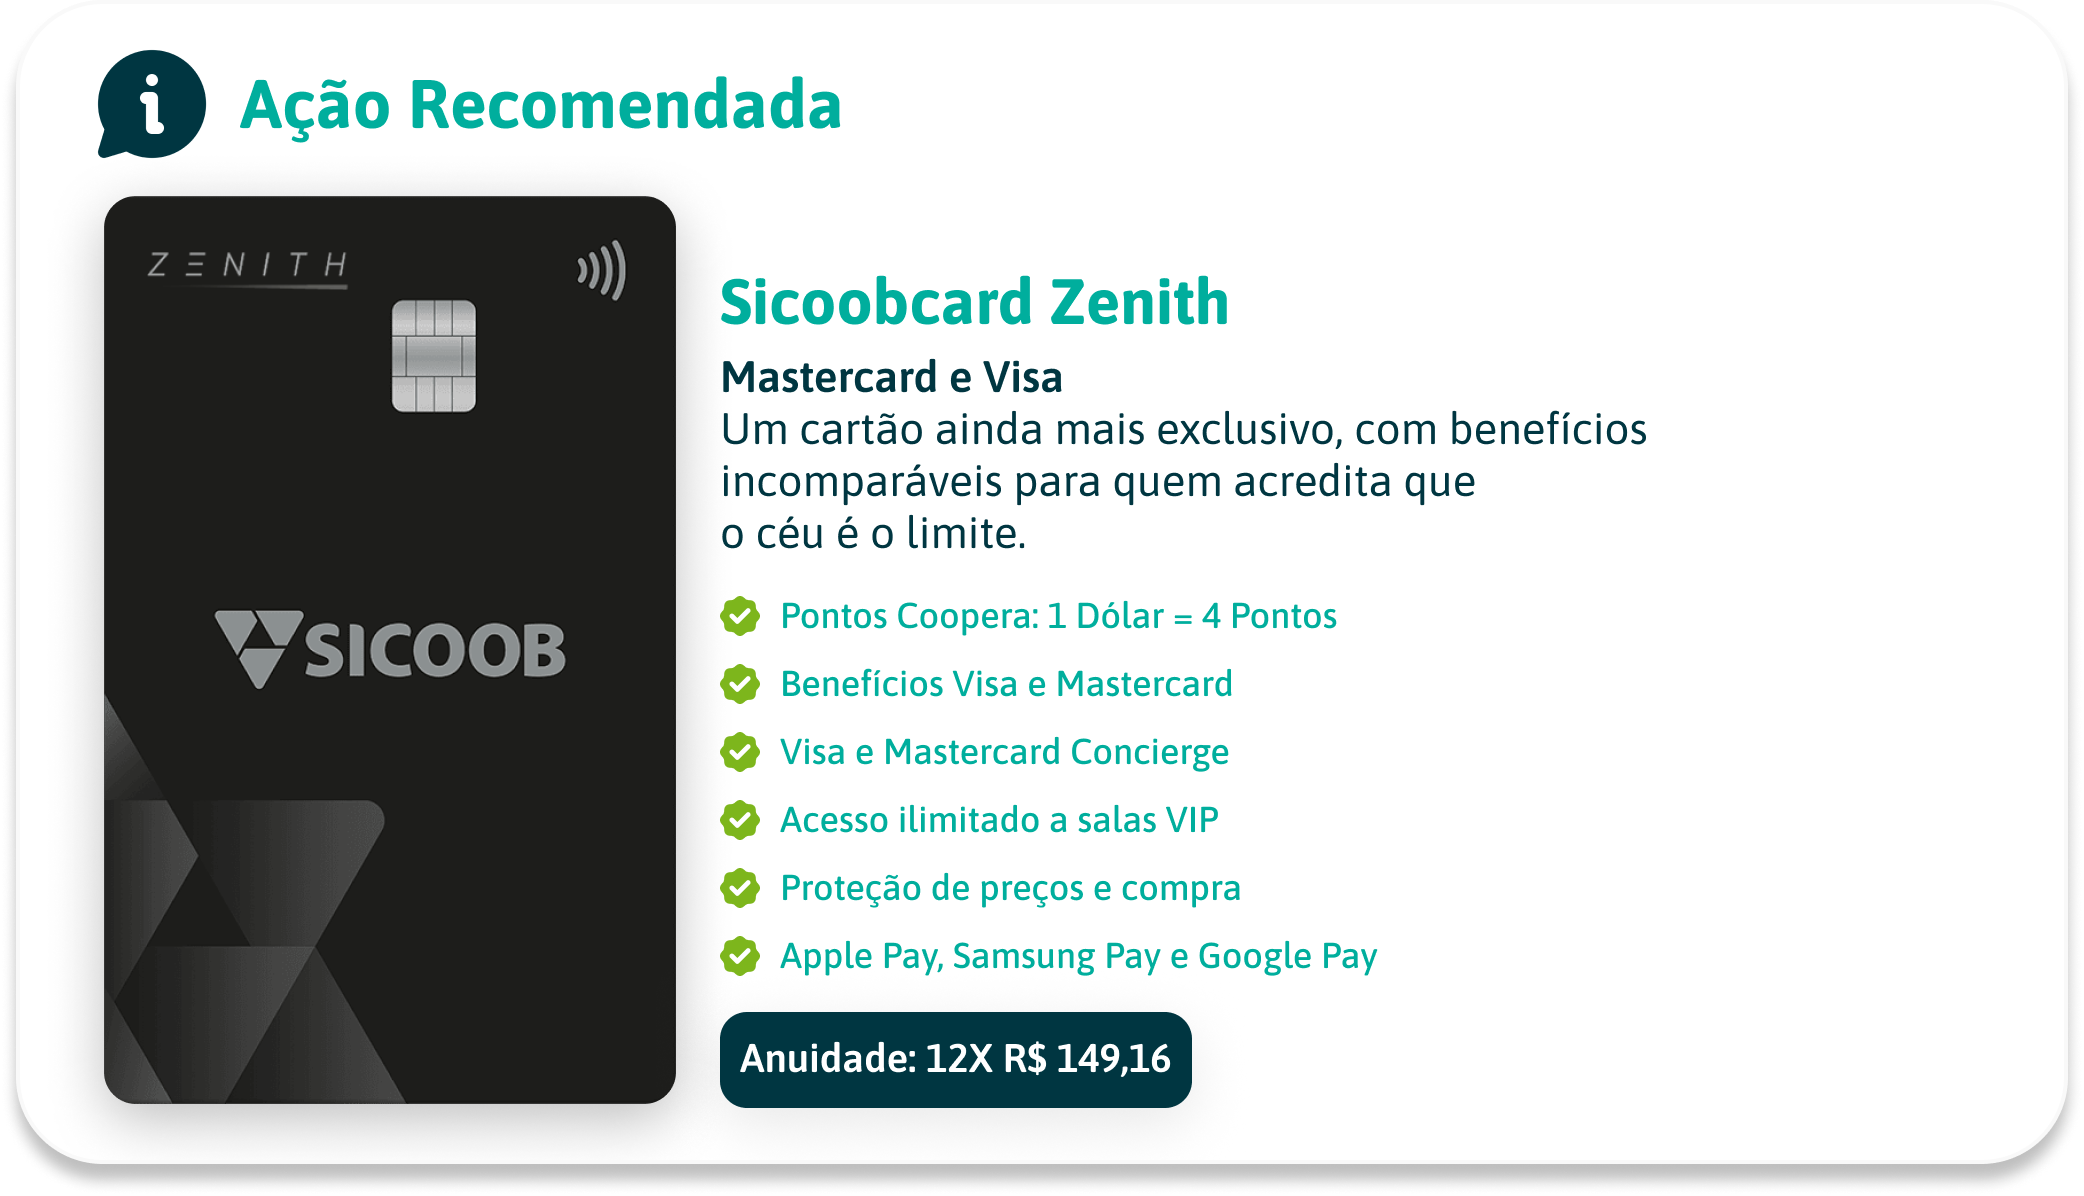 Ação Recomendada
ZENITH
SICOOB
Sicoobcard Zenith
Mastercard e Visa
Um cartão ainda mais exclusivo, com benefícios
incomparáveis para quem acredita que
o céu é o limite.
Pontos Coopera: 1 Dólar = 4 Pontos
Benefícios Visa e Mastercard
Visa e Mastercard Concierge
Acesso ilimitado a salas VIP
Proteção de preços e compra
Apple Pay, Samsung Pay e Google Pay
Anuidade: 12X R$ 149,16